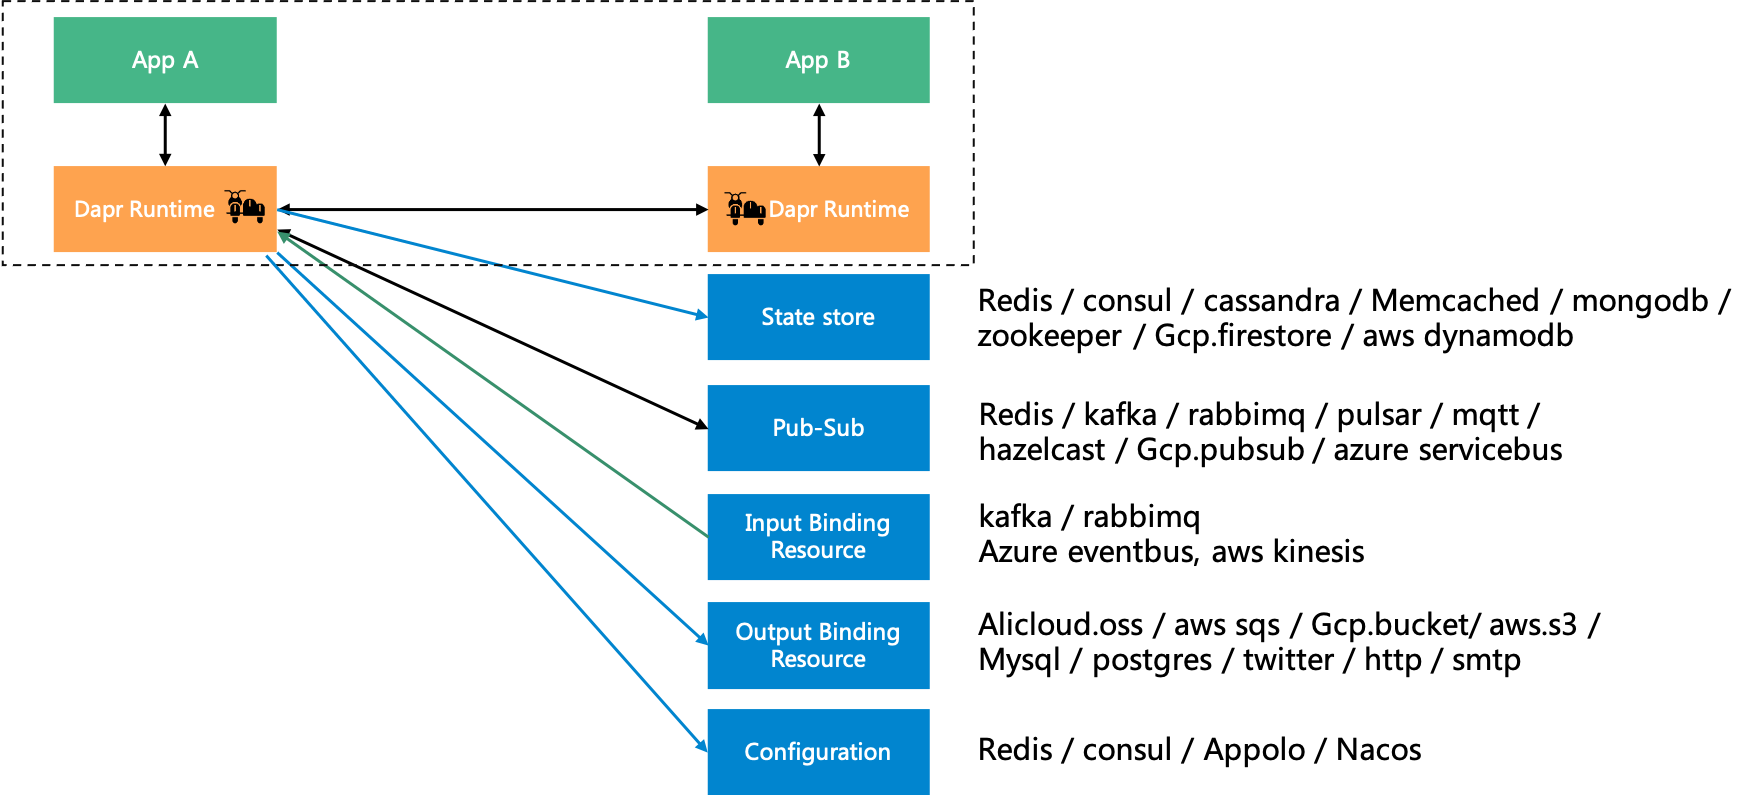 App A
App B
Dapr Runtime
Dapr Runtime
State store
Redis / consul / cassandra / Memcached / mongodb /
zookeeper / Gcp.firestore / aws dynamodb
Pub-Sub
Redis / kafka / rabbimq / pulsar / mqtt /
hazelcast / Gcp.pubsub / azure servicebus
Input Binding
Resource
kafka / rabbimq
Azure eventbus, aws kinesis
Output Binding
Resource
Alicloud.oss / aws sqs / Gcp.bucket/ aws.s3 /
Mysql / postgres / twitter / http / smtp
Configuration
Redis / consul / Appolo / Nacos